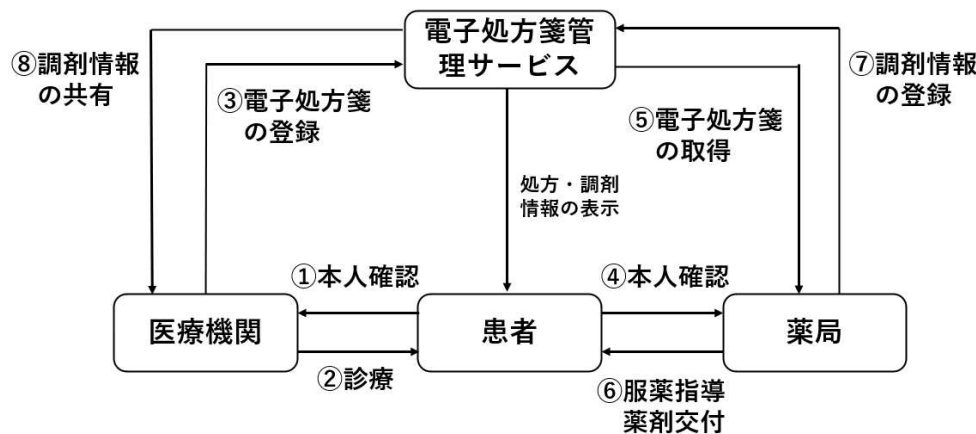 電子処方箋管
理サービス
⑧調剤情報
の共有
③電子処方箋
の登録
⑦調剤情報
の登録
⑤電子処方箋
の取得
処方・調剤
情報の表示
①本人確認
④本人確認
医療機関
患者
薬局
②診療
⑥服薬指導
薬剤交付